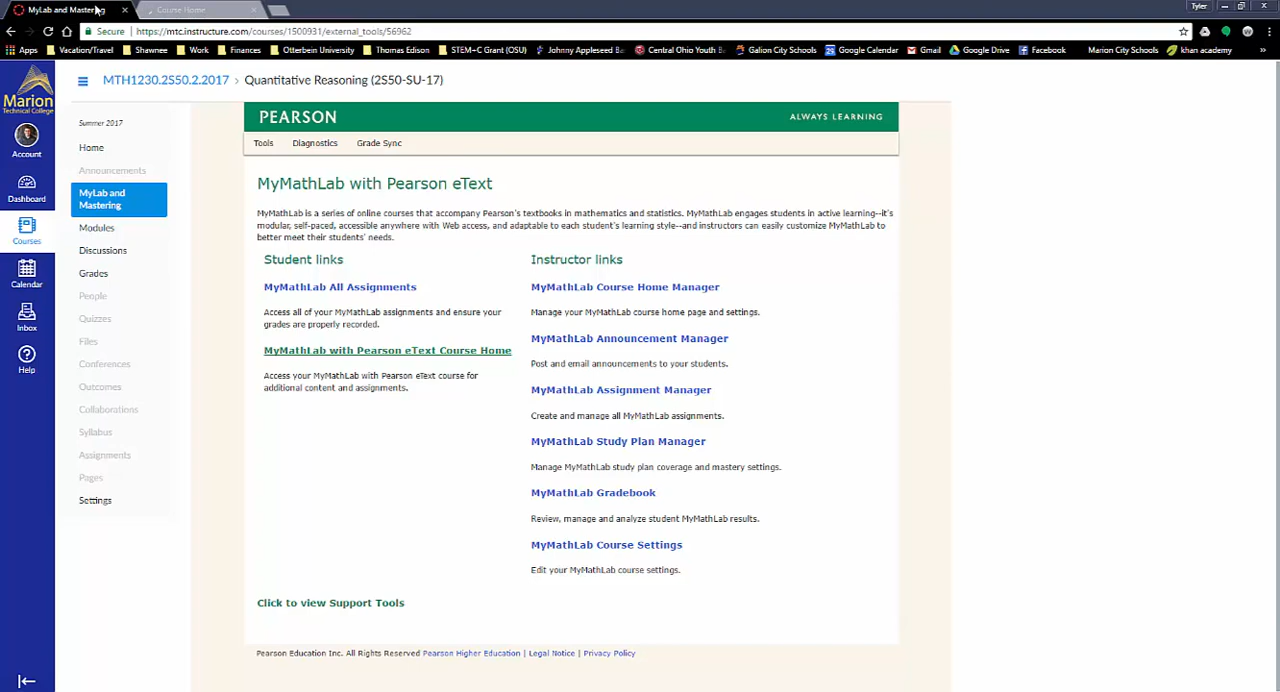 MyLab and Mastering
Course Home
Tyler
Secure
https://mtc.instructure.com/courses/1500931/external_tools/56962
Apps
Vacation/Travel
Shawnee
Work
Finances
Otterbein University
Thomas Edison
STEM-C Grant (OSU)
Johnny Appleseed Ba
Central Ohio Youth B
Galion City Schools
Google Calendar
Gmail
Google Drive
Facebook
Marion City Schools
khan academy
»
Marion
Technical College
Account
Dashboard
Courses
Calendar
Inbox
Help
MTH1230.2S50.2.2017 › Quantitative Reasoning (2S50-SU-17)
Summer 2017
Home
Announcements
MyLab and
Mastering
Modules
Discussions
Grades
People
Quizzes
Files
Conferences
Outcomes
Collaborations
Syllabus
Assignments
Pages
Settings
PEARSON
ALWAYS LEARNING
Tools
Diagnostics
Grade Sync
MyMathLab with Pearson eText
MyMathLab is a series of online courses that accompany Pearson's textbooks in mathematics and statistics. MyMathLab engages students in active learning--it's
modular, self-paced, accessible anywhere with Web access, and adaptable to each student's learning style--and instructors can easily customize MyMathLab to
better meet their students' needs.
Student links
MyMathLab All Assignments
Access all of your MyMathLab assignments and ensure your
grades are properly recorded.
MyMathLab with Pearson eText Course Home
Access your MyMathLab with Pearson eText course for
additional content and assignments.
Instructor links
MyMathLab Course Home Manager
Manage your MyMathLab course home page and settings.
MyMathLab Announcement Manager
Post and email announcements to your students.
MyMathLab Assignment Manager
Create and manage all MyMathLab assignments.
MyMathLab Study Plan Manager
Manage MyMathLab study plan coverage and mastery settings.
MyMathLab Gradebook
Review, manage and analyze student MyMathLab results.
MyMathLab Course Settings
Edit your MyMathLab course settings.
Click to view Support Tools
Pearson Education Inc. All Rights Reserved Pearson Higher Education | Legal Notice | Privacy Policy